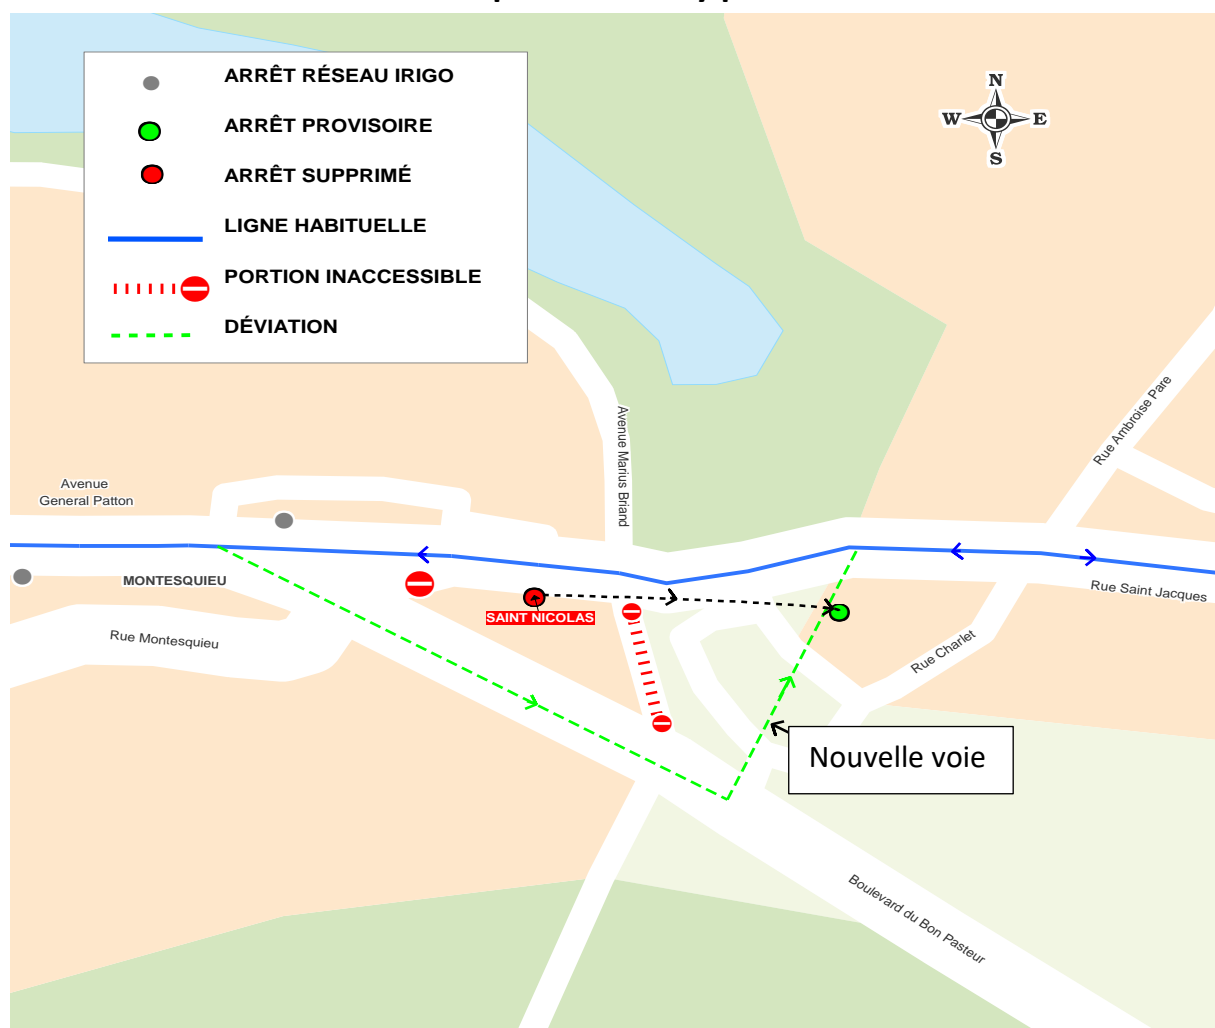 ARRÊT RÉSEAU IRIGO
ARRÊT PROVISOIRE
ARRÊT SUPPRIMÉ
LIGNE HABITUELLE
PORTION INACCESSIBLE
DÉVIATION
N
W E
S
Rue Ambroise Pare
Avenue Marius Briand
Avenue
General Patton
MONTESQUIEU
Rue Saint Jacques
SAINT NICOLAS
Rue Montesquieu
Rue Charlet
Nouvelle voie
Boulevard du Bon Pasteur